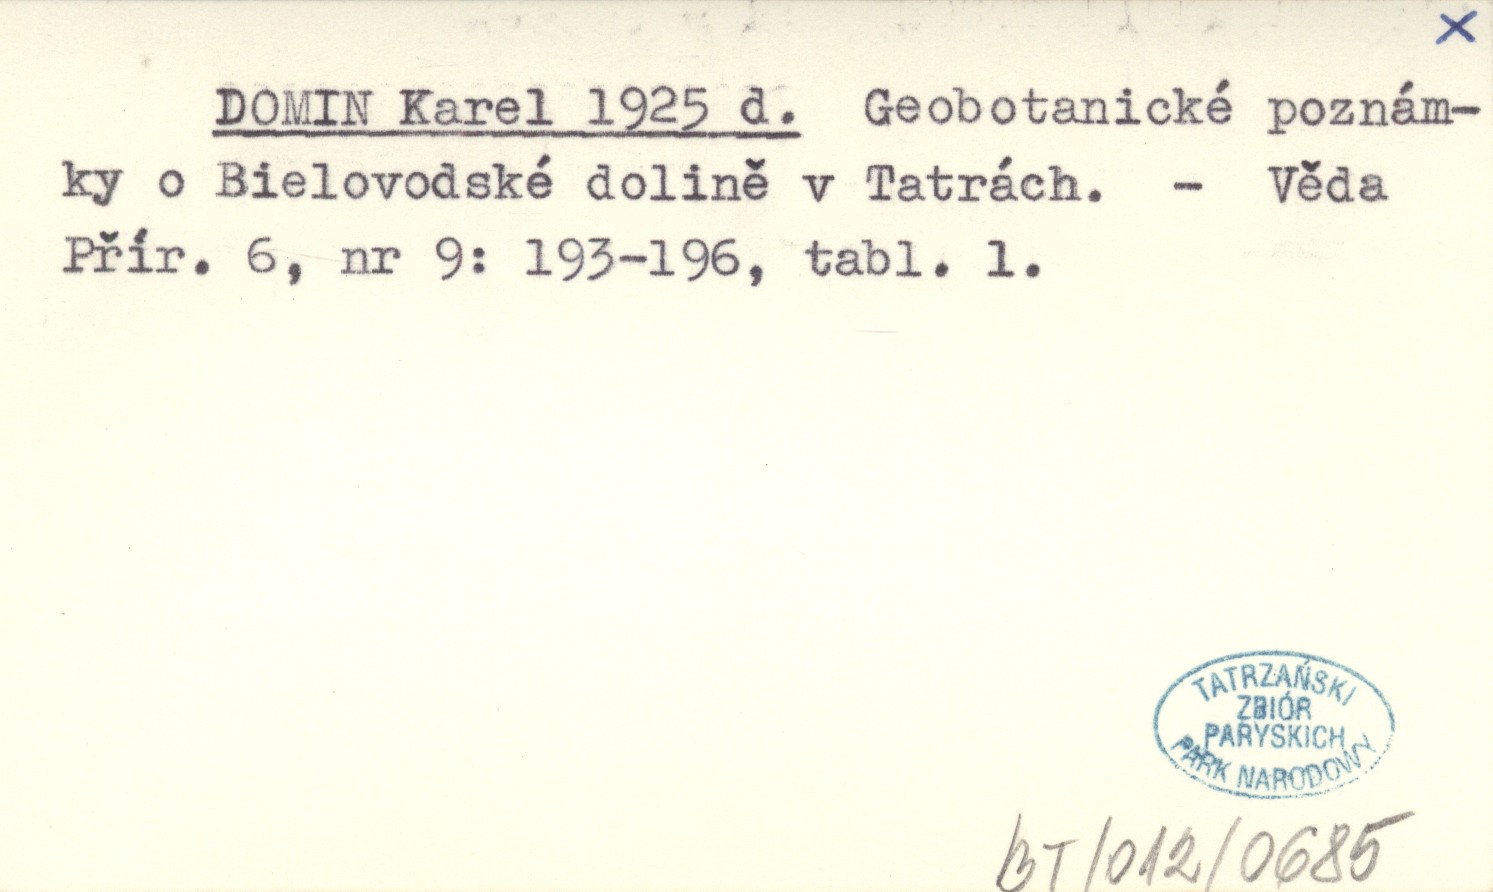 x
DOMIN Karel 1925 d. Geobotanické poznám-
ky o Bielovodské dolině v Tatrách. - Věda
Přír. 6, nr 9: 193-196, tabl. 1.
TATRZAŃSKI
ZBIÓR
PARYSKICH
PARK NARODOWY
BT/012/0685